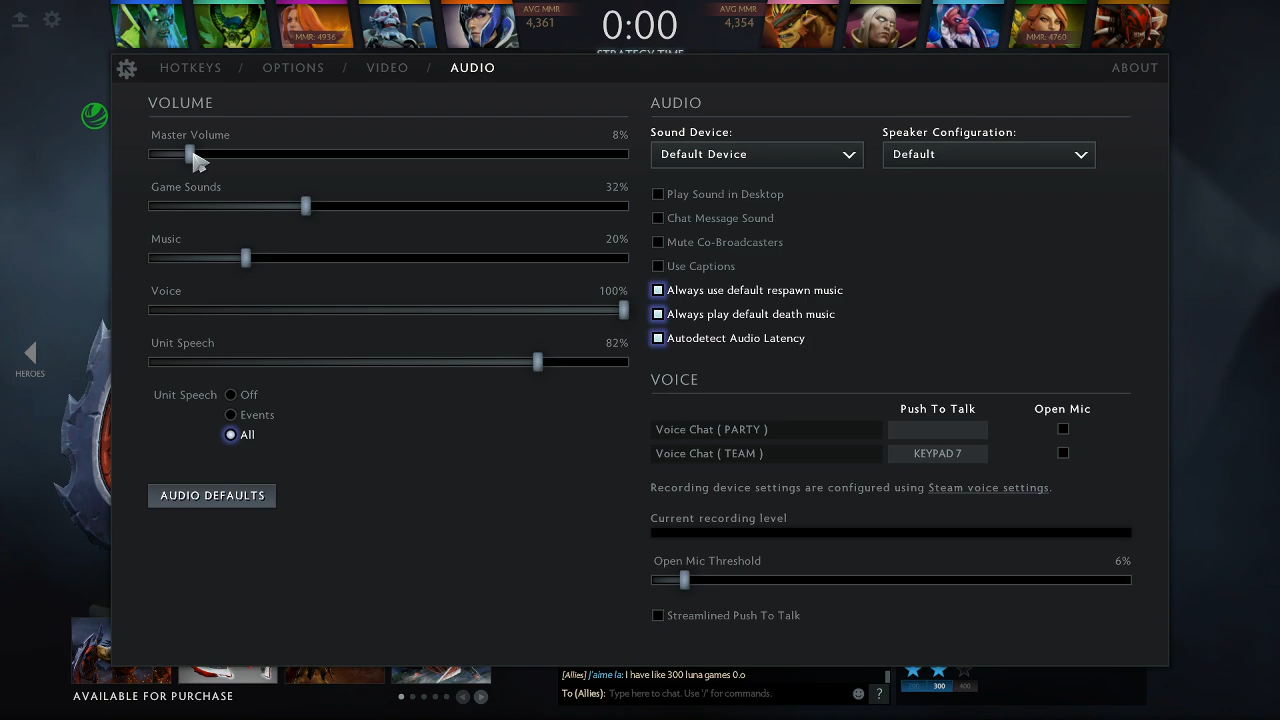 AVG MMR
4,361
0:00
AVG MMR
4,354
STRATEGY TIME
MMR: 4936
MMR: 4760
HOTKEYS / OPTIONS / VIDEO / AUDIO
ABOUT
VOLUME
Master Volume 8%
Game Sounds 32%
Music 20%
Voice 100%
Unit Speech 82%
Unit Speech Off
Events
All
AUDIO DEFAULTS
AUDIO
Sound Device: Speaker Configuration:
Default Device Default
Play Sound in Desktop
Chat Message Sound
Mute Co-Broadcasters
Use Captions
Always use default respawn music
Always play default death music
Autodetect Audio Latency
VOICE
Push To Talk Open Mic
Voice Chat ( PARTY )
Voice Chat ( TEAM ) KEYPAD 7
Recording device settings are configured using Steam voice settings.
Current recording level
Open Mic Threshold 6%
Streamlined Push To Talk
HEROES
AVAILABLE FOR PURCHASE
[Allies] j'aime la: I have like 300 luna games 0.o
To (Allies): Type here to chat. Use '/' for commands.
?
200 300 400